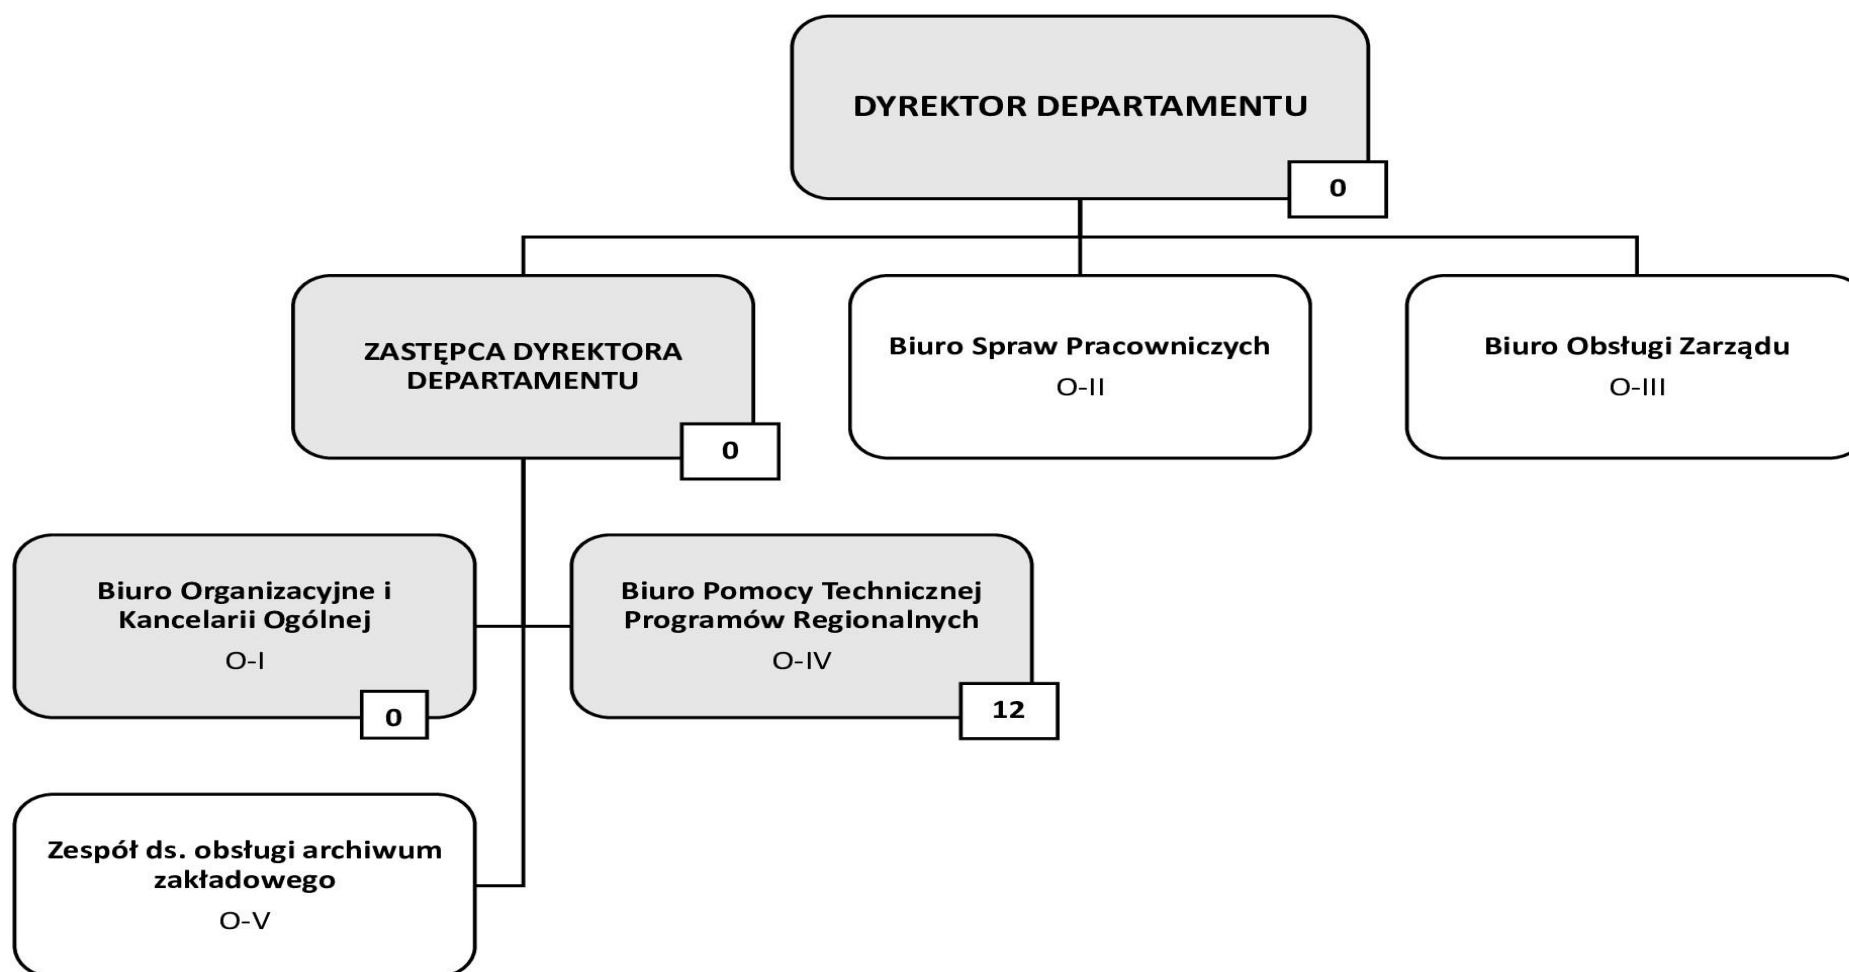 DYREKTOR DEPARTAMENTU
0
ZASTĘPCA DYREKTORA
DEPARTAMENTU
0
Biuro Spraw Pracowniczych
O-II
Biuro Obsługi Zarządu
O-III
Biuro Organizacyjne i
Kancelarii Ogólnej
O-I
0
Biuro Pomocy Technicznej
Programów Regionalnych
O-IV
12
Zespół ds. obsługi archiwum
zakładowego
O-V